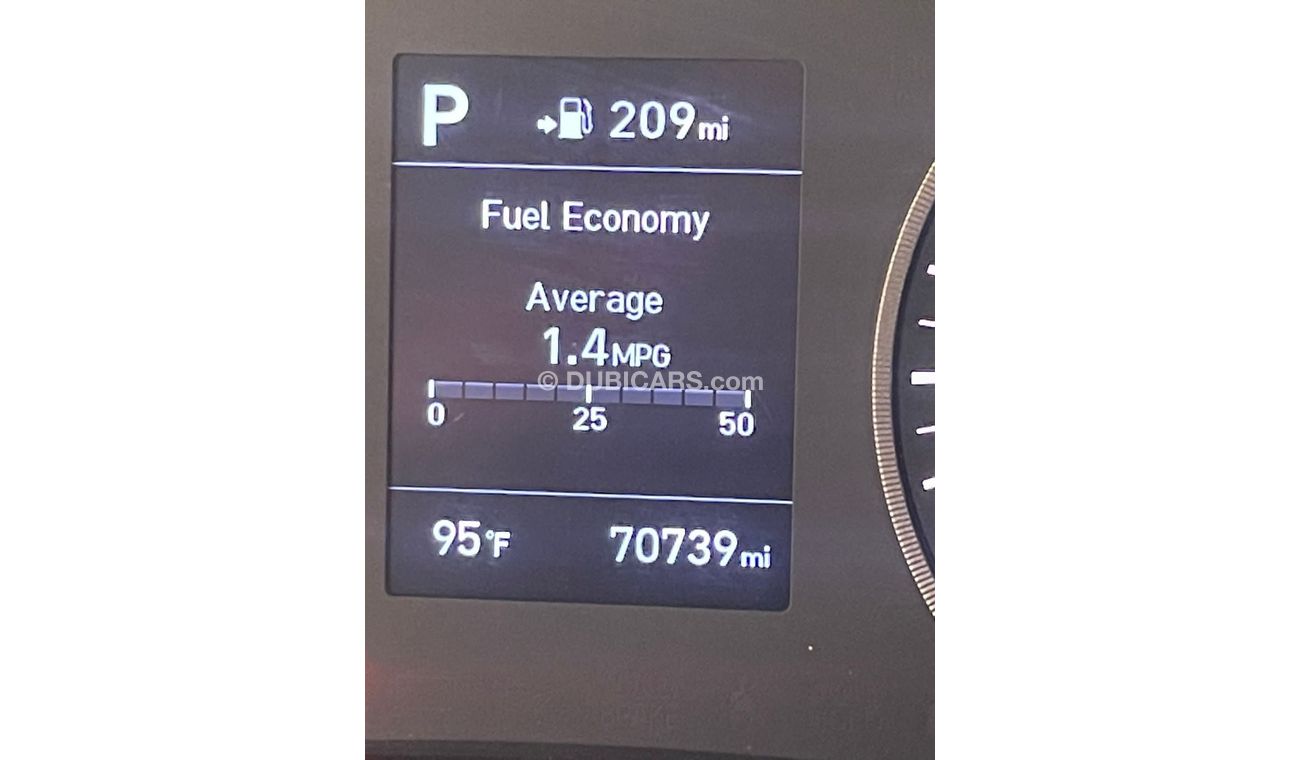 P 209mi
Fuel Economy
Average
1.4MPG
© DUBICARS.com
0 25 50
95°F 70739mi